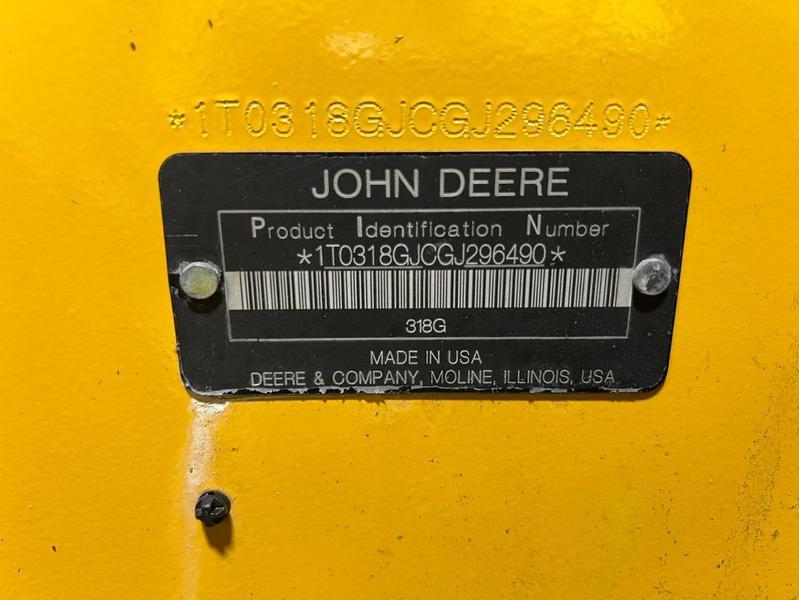 *1T0318GJCGJ296490*
JOHN DEERE
Product Identification Number
*1T0318GJCGJ296490*
318G
MADE IN USA
DEERE & COMPANY, MOLINE, ILLINOIS, USA